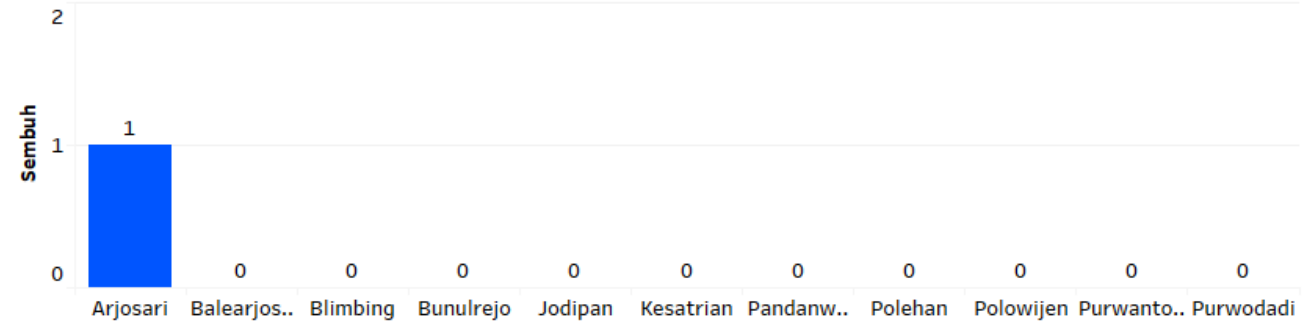 2
Sembuh
1
1
0
0 0 0 0 0 0 0 0 0 0
Arjosari Balearjos.. Blimbing Bunulrejo Jodipan Kesatrian Pandanw.. Polehan Polowijen Purwanto.. Purwodadi